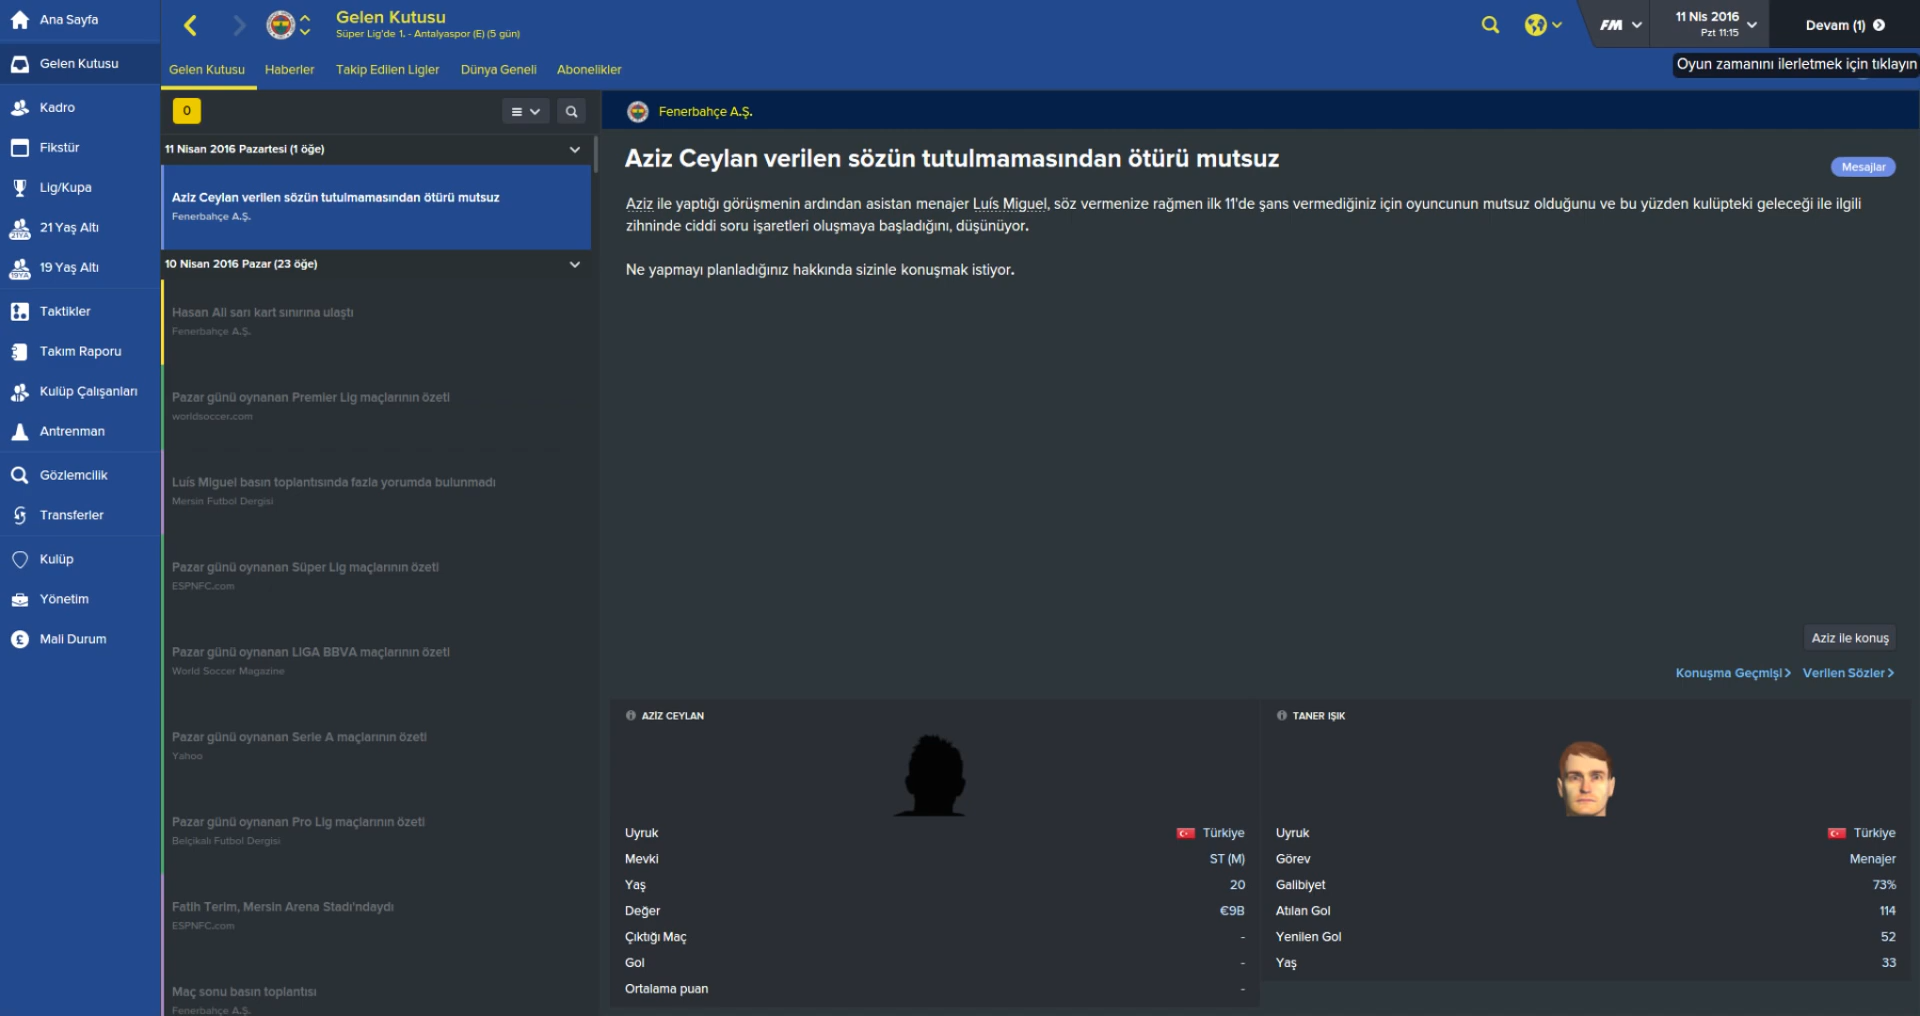 Ana Sayfa
Gelen Kutusu
Kadro
Fikstür
Lig/Kupa
21 Yaş Altı
19 Yaş Altı
Taktikler
Takım Raporu
Kulüp Çalışanları
Antrenman
Gözlemcilik
Transferler
Kulüp
Yönetim
Mali Durum
Gelen Kutusu
Süper Lig'de 1. - Antalyaspor (E) (5 gün)
FM
11 Nis 2016
Pzt 11:15
Devam (1)
Oyun zamanını ilerletmek için tıklayın
Gelen Kutusu Haberler Takip Edilen Ligler Dünya Geneli Abonelikler
0
11 Nisan 2016 Pazartesi (1 öğe)
Aziz Ceylan verilen sözün tutulmamasından ötürü mutsuz
Fenerbahçe A.Ş.
10 Nisan 2016 Pazar (23 öğe)
Hasan Ali sarı kart sınırına ulaştı
Fenerbahçe A.Ş.
Pazar günü oynanan Premier Lig maçlarının özeti
worldsoccer.com
Luís Miguel basın toplantısında fazla yorumda bulunmadı
Mersin Futbol Dergisi
Pazar günü oynanan Süper Lig maçlarının özeti
ESPNFC.com
Pazar günü oynanan LIGA BBVA maçlarının özeti
World Soccer Magazine
Pazar günü oynanan Serie A maçlarının özeti
Yahoo
Pazar günü oynanan Pro Lig maçlarının özeti
Belçikalı Futbol Dergisi
Fatih Terim, Mersin Arena Stadı'ndaydı
ESPNFC.com
Maç sonu basın toplantısı
Fenerbahçe A.Ş.
Fenerbahçe A.Ş.
Aziz Ceylan verilen sözün tutulmamasından ötürü mutsuz
Mesajlar
Aziz ile yaptığı görüşmenin ardından asistan menajer Luís Miguel, söz vermenize rağmen ilk 11'de şans vermediğiniz için oyuncunun mutsuz olduğunu ve bu yüzden kulüpteki geleceği ile ilgili
zihninde ciddi soru işaretleri oluşmaya başladığını, düşünüyor.
Ne yapmayı planladığınız hakkında sizinle konuşmak istiyor.
Aziz ile konuş
Konuşma Geçmişi> Verilen Sözler>
AZİZ CEYLAN
Uyruk Türkiye
Mevki ST (M)
Yaş 20
Değer €9B
Çıktığı Maç -
Gol -
Ortalama puan -
TANER IŞIK
Uyruk Türkiye
Görev Menajer
Galibiyet 73%
Atılan Gol 114
Yenilen Gol 52
Yaş 33